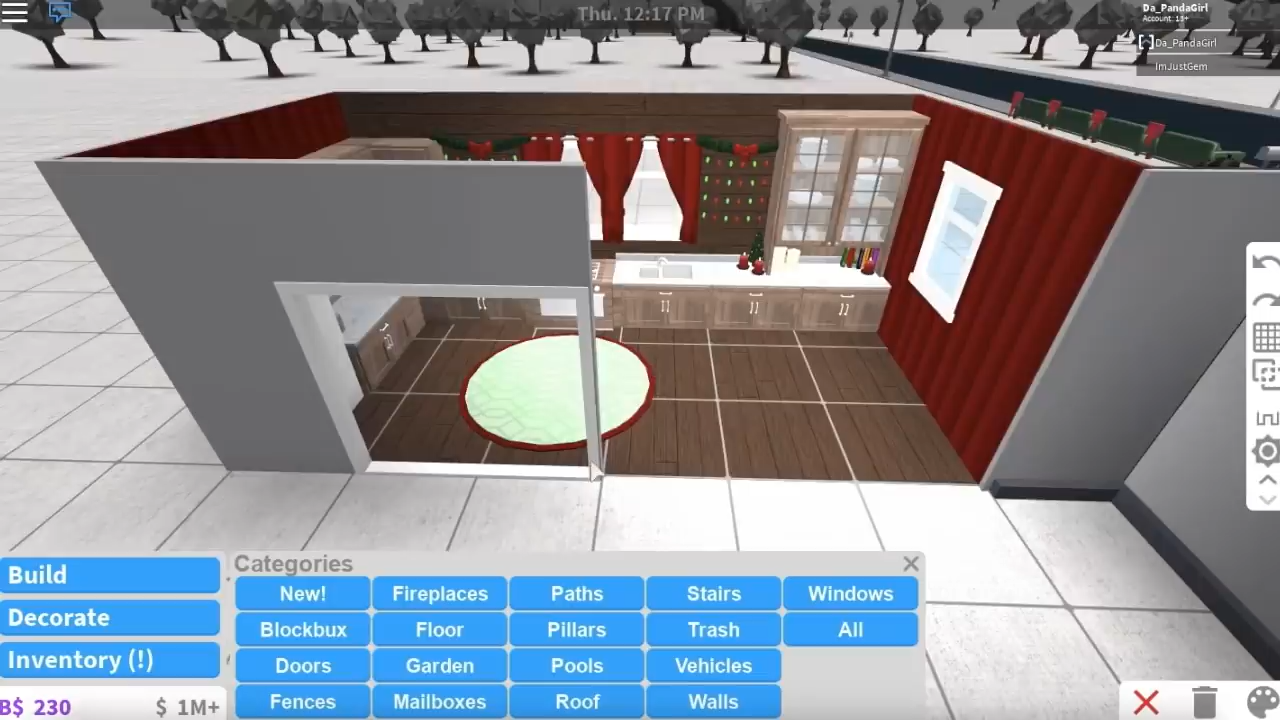 Thu. 12:17 PM
Da_PandaGirl
Account: 13+
Da_PandaGirl
ImJustGem
Build
Decorate
Inventory (!)
B$ 230
$ 1M+
Categories
New!
Fireplaces
Paths
Stairs
Windows
Blockbux
Floor
Pillars
Trash
All
Doors
Garden
Pools
Vehicles
Fences
Mailboxes
Roof
Walls